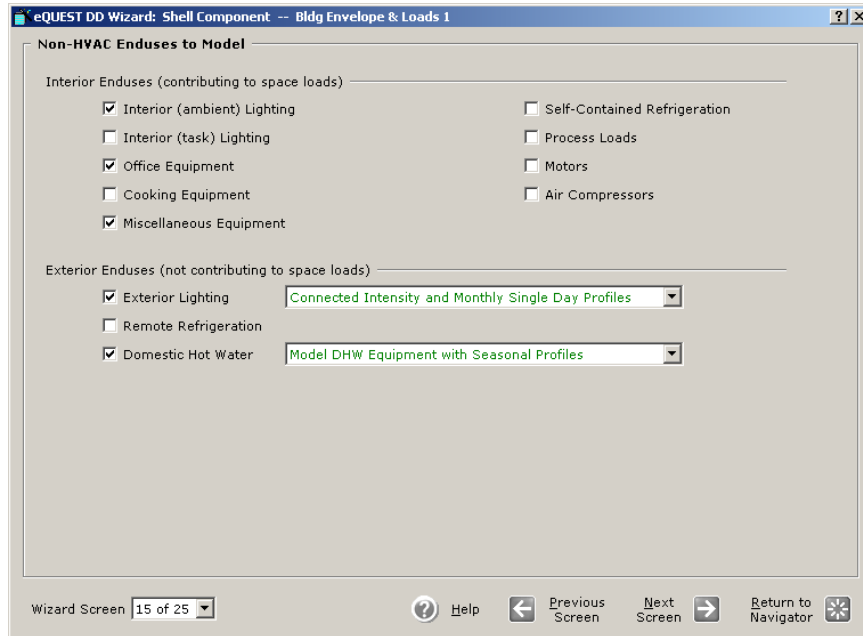 eQUEST DD Wizard: Shell Component -- Bldg Envelope & Loads 1
Non-HVAC Enduses to Model
Interior Enduses (contributing to space loads)
Interior (ambient) Lighting
Self-Contained Refrigeration
Interior (task) Lighting
Process Loads
Office Equipment
Motors
Cooking Equipment
Air Compressors
Miscellaneous Equipment
Exterior Enduses (not contributing to space loads)
Exterior Lighting
Connected Intensity and Monthly Single Day Profiles
Remote Refrigeration
Domestic Hot Water
Model DHW Equipment with Seasonal Profiles
Wizard Screen 15 of 25
Help
Previous
Screen
Next
Screen
Return to
Navigator